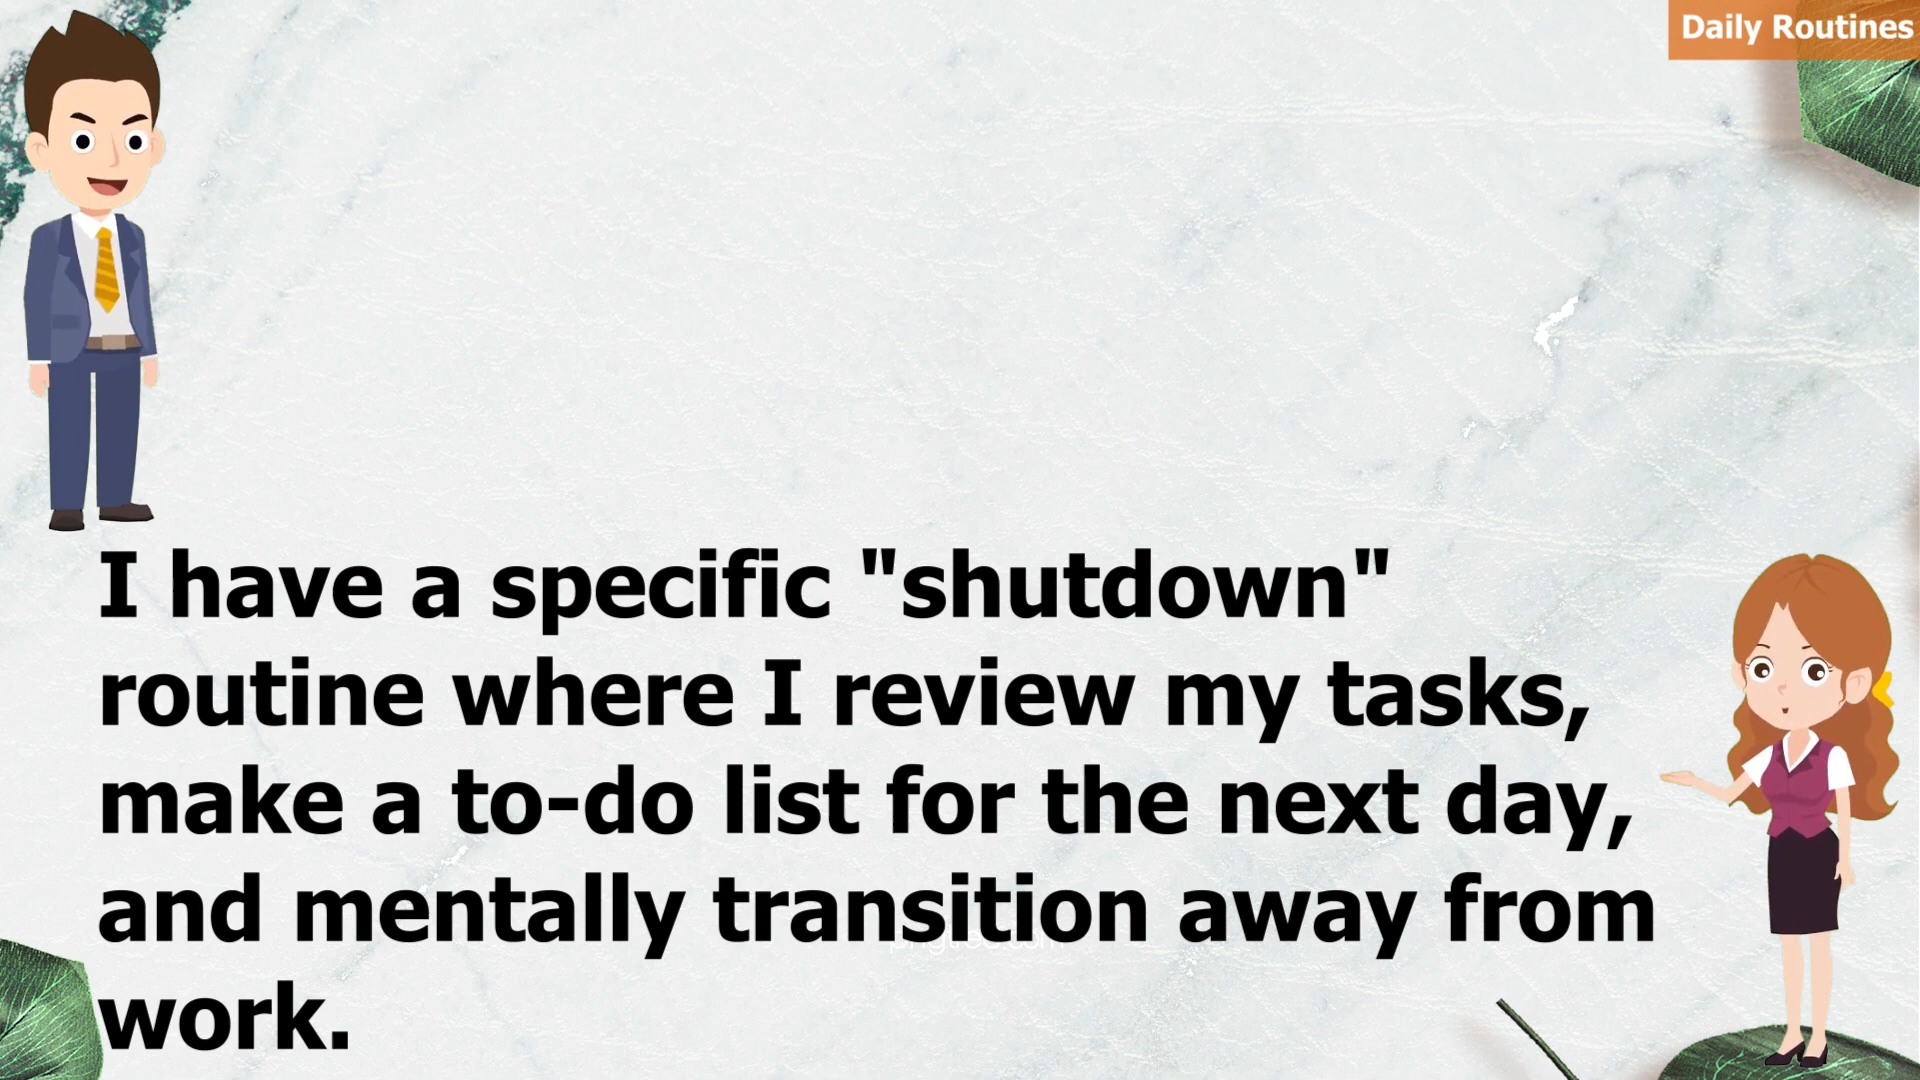 Daily Routines
I have a specific "shutdown"
routine where I review my tasks,
make a to-do list for the next day,
and mentally transition away from
work.